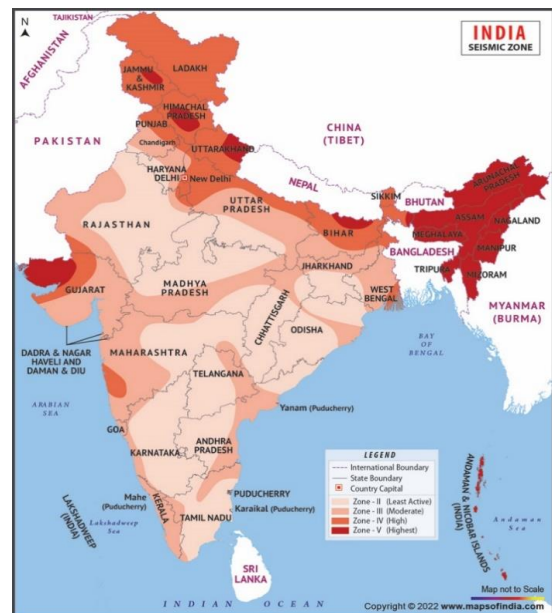 N
TAJIKISTAN
AFGHANISTAN
INDIA
SEISMIC ZONE
LADAKH
JAMMU
&
KASHMIR
HIMACHAL
PRADESH
PUNJAB
Chandigarh
UTTARAKHAND
PAKISTAN
CHINA
(TIBET)
HARYANA
DELHI
New Delhi
NEPAL
UTTAR
PRADESH
RAJASTHAN
SIKKIM
BHUTAN
ARUNACHAL
PRADESH
ASSAM
NAGALAND
MEGHALAYA
BIHAR
BANGLADESH
MANIPUR
TRIPURA
MIZORAM
JHARKHAND
WEST
BENGAL
GUJARAT
MADHYA
PRADESH
CHHATTISGARH
ODISHA
MYANMAR
(BURMA)
DADRA & NAGAR
HAVELI AND
DAMAN & DIU
MAHARASHTRA
TELANGANA
BAY
OF
BENGAL
ARABIAN
SEA
Yanam (Puducherry)
GOA
KARNATAKA
ANDHRA
PRADESH
LEGEND
International Boundary
State Boundary
Country Capital
Zone - II (Least Active)
Zone - III (Moderate)
Zone - IV (High)
Zone - V (Highest)
Mahe
(Puducherry)
PUDUCHERRY
Karaikal (Puducherry)
KERALA
TAMIL NADU
LAKSHADWEEP
(INDIA)
Lakshadweep
Sea
ANDAMAN & NICOBAR ISLANDS
(INDIA)
Andaman
Sea
SRI
LANKA
INDIAN OCEAN
Map not to Scale
Copyright © 2022 www.mapsofindia.com